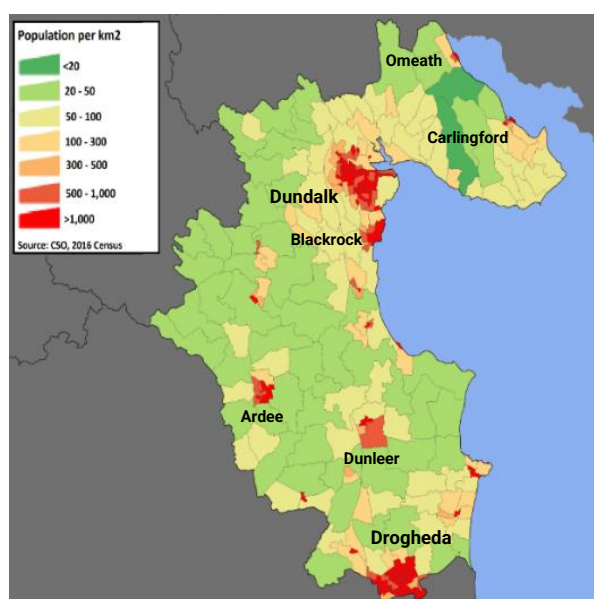 Population per km2
<20
20 - 50
50 - 100
100 - 300
300 - 500
500 - 1,000
>1,000
Source: CSO, 2016 Census
Omeath
Carlingford
Dundalk
Blackrock
Ardee
Dunleer
Drogheda